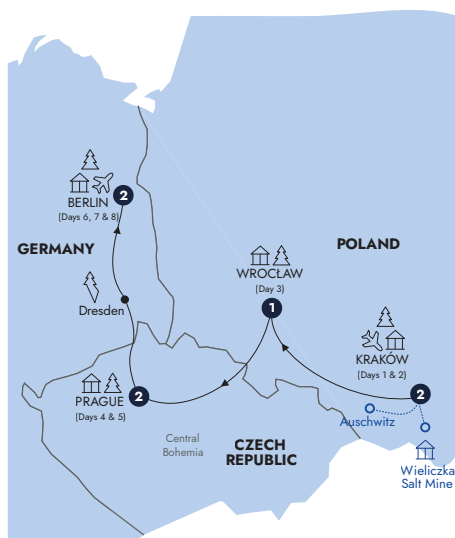 2
BERLIN
(Days 6, 7 & 8)
GERMANY
POLAND
WROCŁAW
(Day 3)
1
Dresden
KRAKÓW
(Days 1 & 2)
2
PRAGUE
(Days 4 & 5)
2
Auschwitz
Central
Bohemia
CZECH
REPUBLIC
Wieliczka
Salt Mine